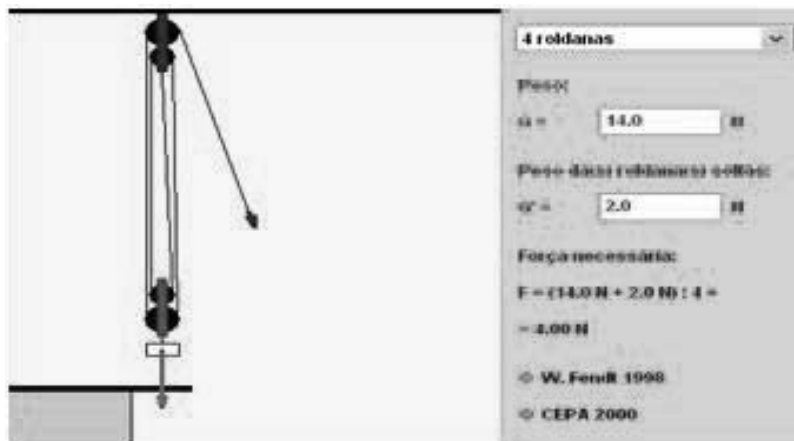 4 roldanas
Peso:
G = 14.0 N
Peso da(s) roldana(s) soltas:
G' = 2.0 N
Força necessária:
F = (14.0 N + 2.0 N) : 4 =
= 4.00 N
© W. Fendt 1998
© CEPA 2000